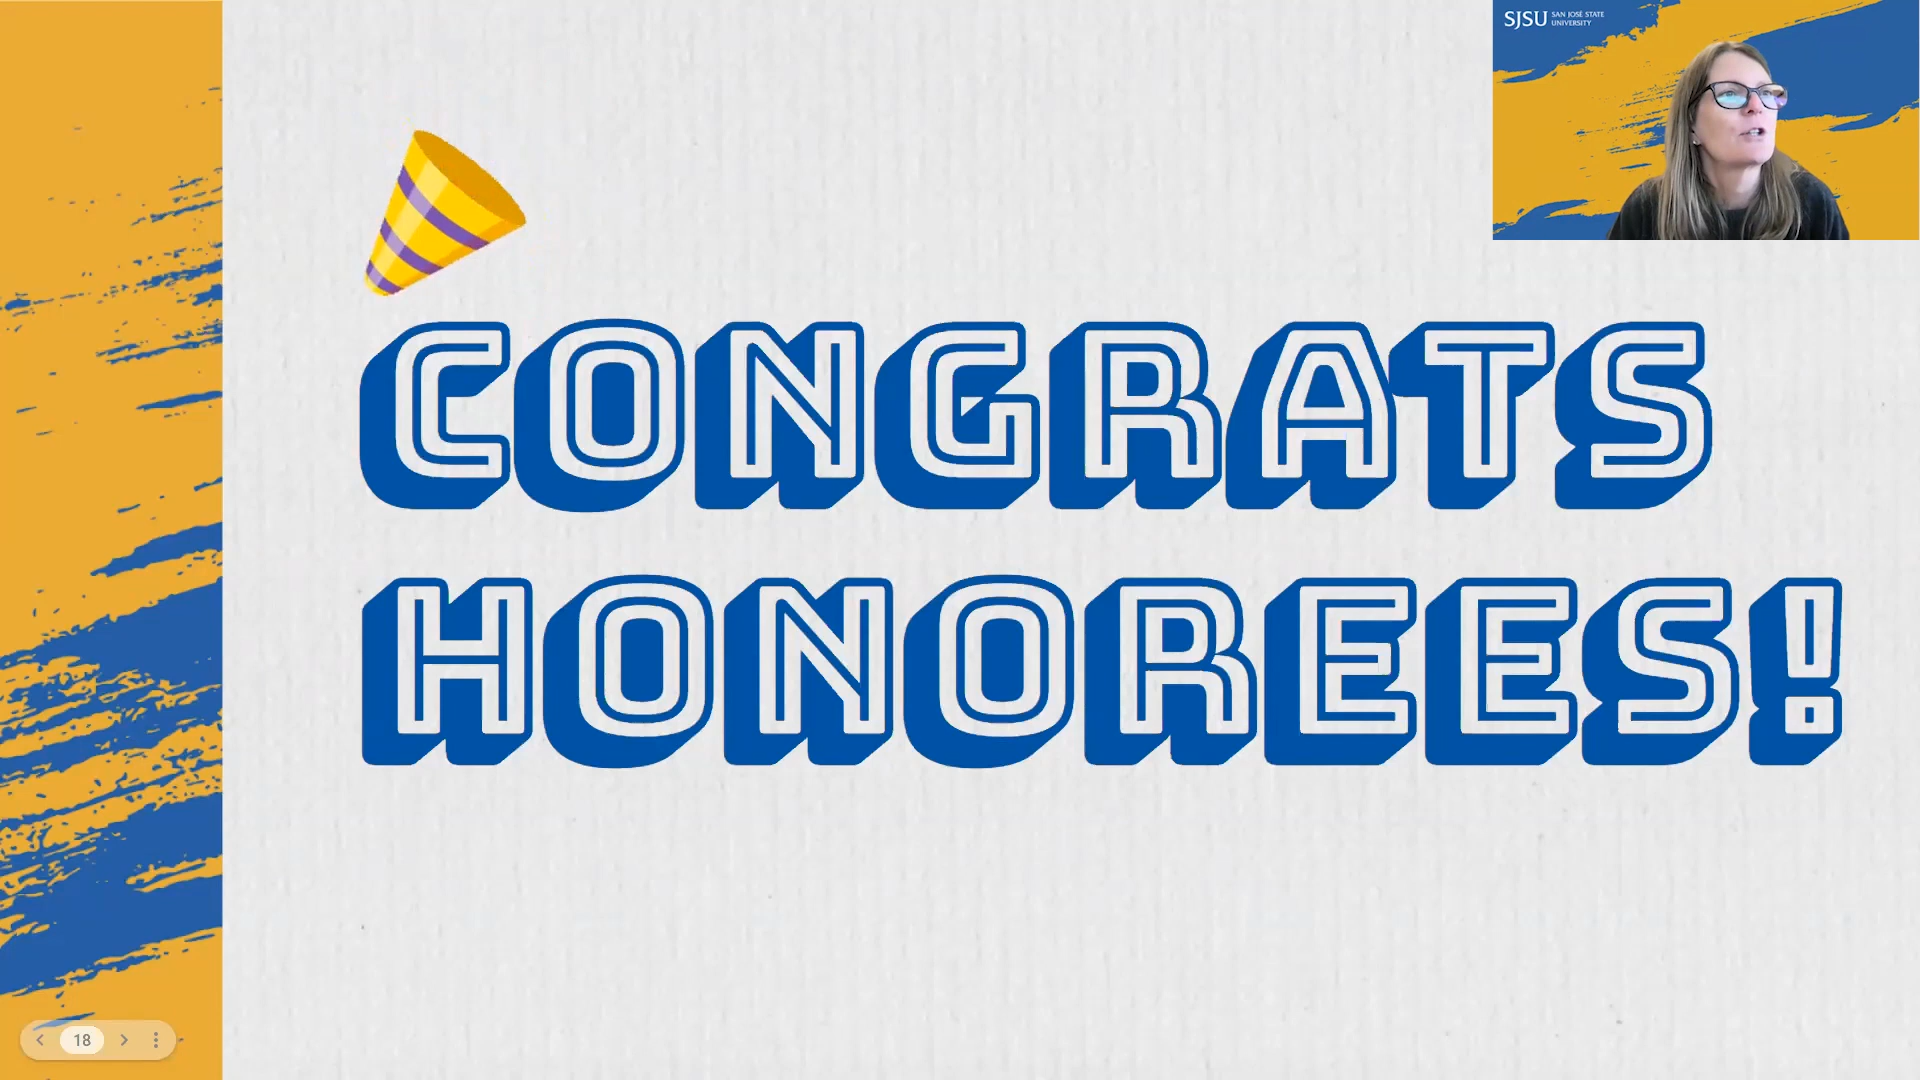 SJSU SAN JOSÉ STATE
UNIVERSITY
CONGRATS
HONOREES!
18